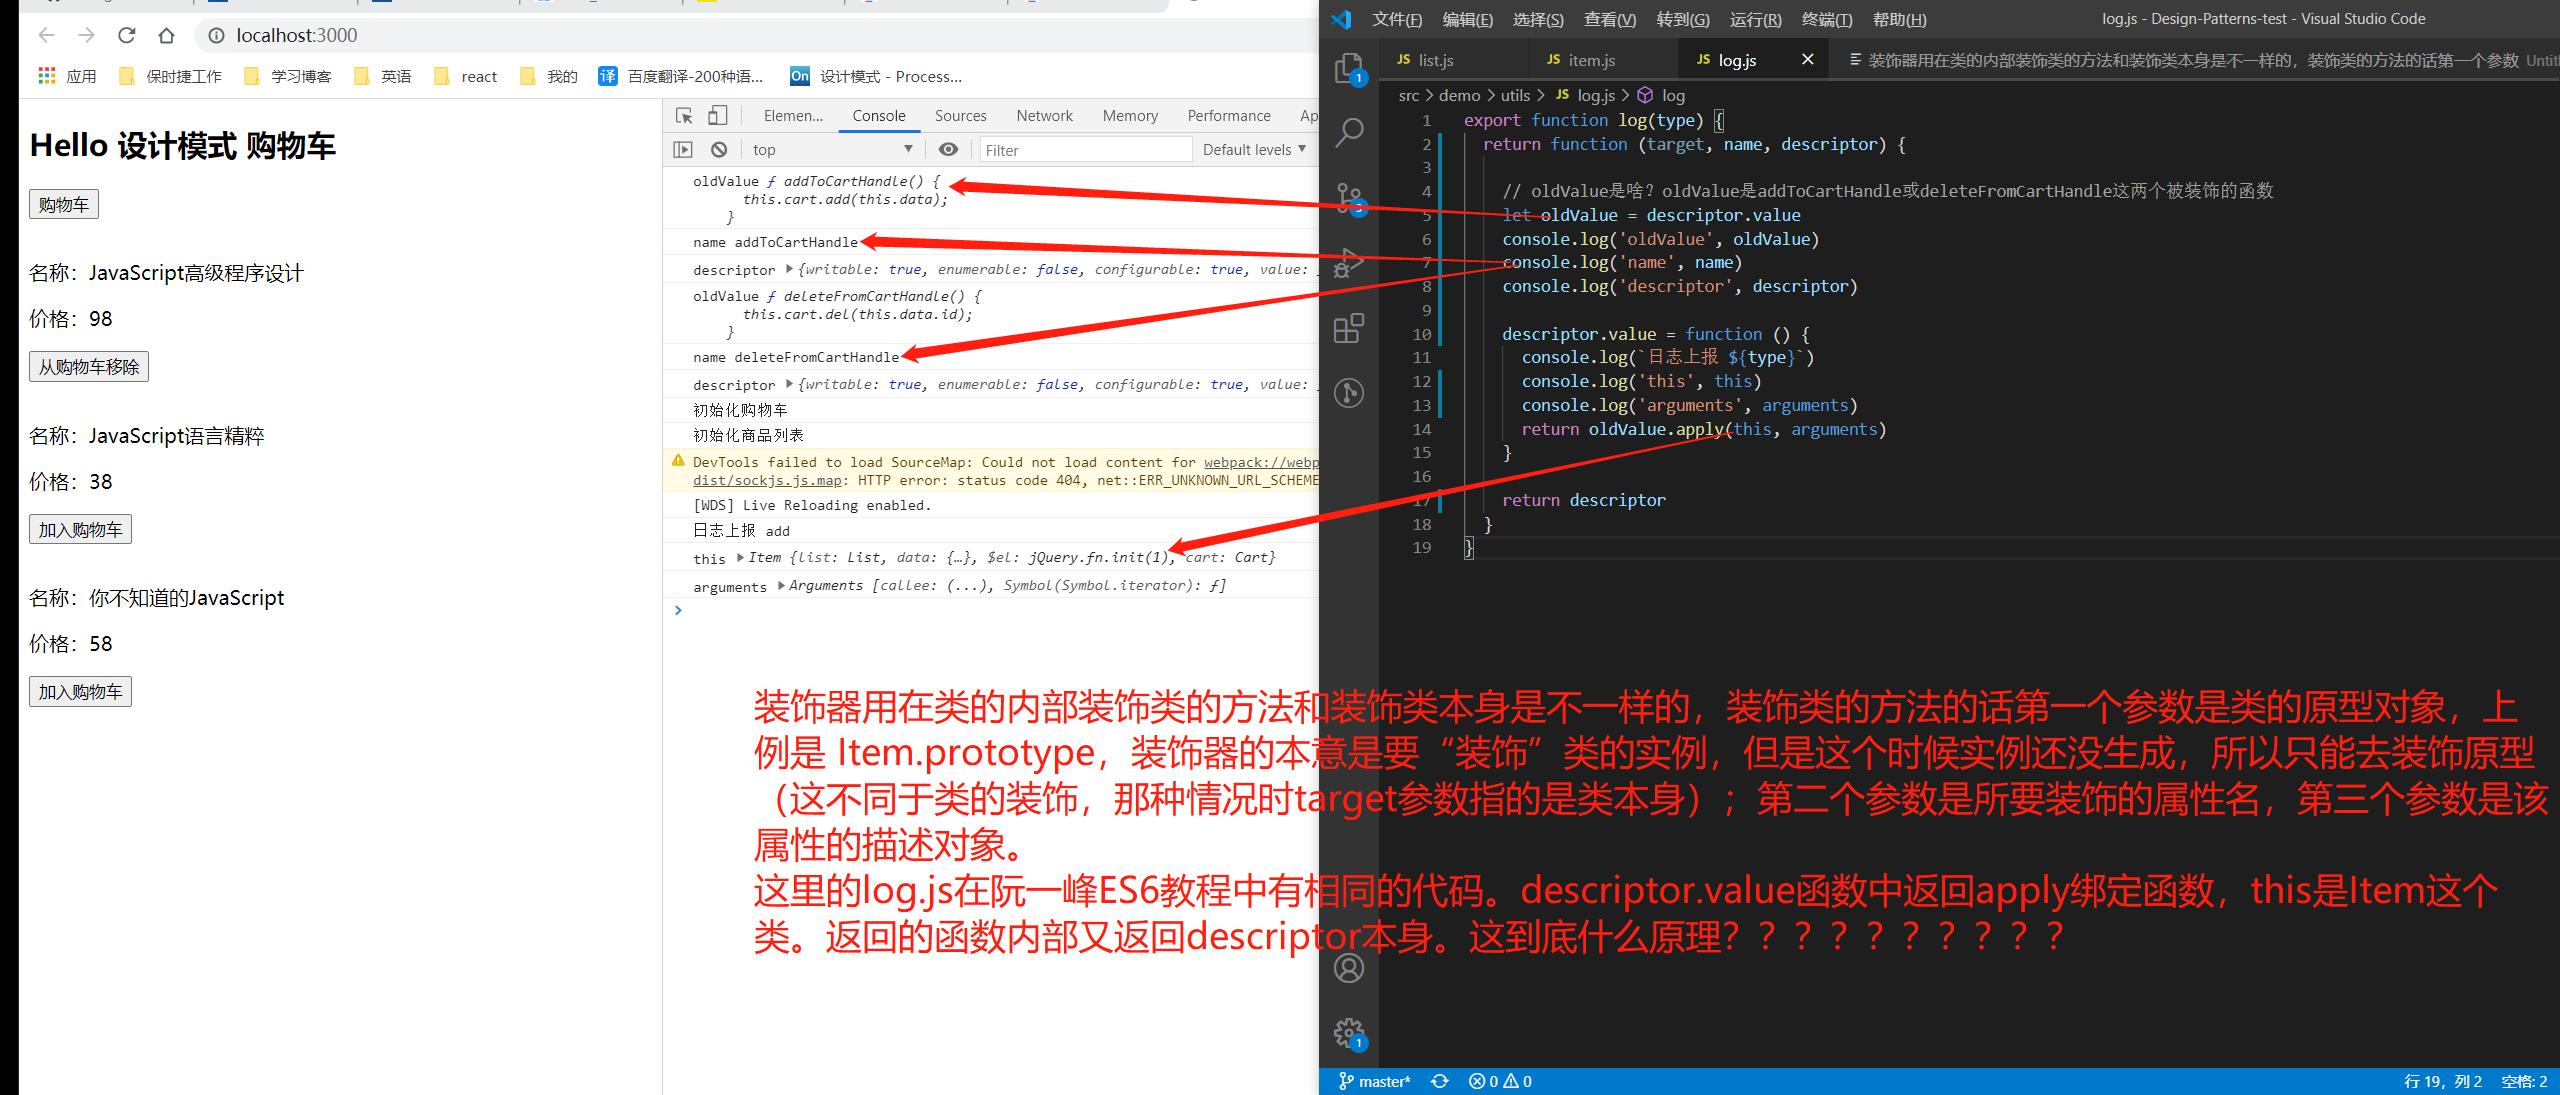 localhost:3000
应用
保时捷工作
学习博客
英语
react
我的
译
百度翻译-200种语...
On
设计模式 - Process...
Hello 设计模式 购物车
购物车
名称：JavaScript高级程序设计
价格：98
从购物车移除
名称：JavaScript语言精粹
价格：38
加入购物车
名称：你不知道的JavaScript
价格：58
加入购物车
Elemen... Console Sources Network Memory Performance Ap
top
Filter
Default levels ▼
oldValue ƒ addToCartHandle() {
this.cart.add(this.data);
}
name addToCartHandle
descriptor ▶{writable: true, enumerable: false, configurable: true, value:
oldValue ƒ deleteFromCartHandle() {
this.cart.del(this.data.id);
}
name deleteFromCartHandle
descriptor ▶{writable: true, enumerable: false, configurable: true, value:
初始化购物车
初始化商品列表
DevTools failed to load SourceMap: Could not load content for webpack://webp
dist/sockjs.js.map: HTTP error: status code 404, net::ERR_UNKNOWN_URL_SCHEME
[WDS] Live Reloading enabled.
日志上报 add
this ▶Item {list: List, data: {…}, $el: jQuery.fn.init(1), cart: Cart}
arguments ▶Arguments [callee: (...), Symbol(Symbol.iterator): ƒ]
>
文件(F) 编辑(E) 选择(S) 查看(V) 转到(G) 运行(R) 终端(T) 帮助(H)
log.js - Design-Patterns-test - Visual Studio Code
JS list.js
JS item.js
JS log.js
装饰器用在类的内部装饰类的方法和装饰类本身是不一样的，装饰类的方法的话第一个参数 Untit
src > demo > utils > JS log.js > log
1 export function log(type) {
2 return function (target, name, descriptor) {
3
4 // oldValue是啥？oldValue是addToCartHandle或deleteFromCartHandle这两个被装饰的函数
5 let oldValue = descriptor.value
6 console.log('oldValue', oldValue)
7 console.log('name', name)
8 console.log('descriptor', descriptor)
9
10 descriptor.value = function () {
11 console.log(`日志上报 ${type}`)
12 console.log('this', this)
13 console.log('arguments', arguments)
14 return oldValue.apply(this, arguments)
15 }
16
17 return descriptor
18 }
19 }
装饰器用在类的内部装饰类的方法和装饰类本身是不一样的，装饰类的方法的话第一个参数是类的原型对象，上
例是 Item.prototype，装饰器的本意是要“装饰”类的实例，但是这个时候实例还没生成，所以只能去装饰原型
（这不同于类的装饰，那种情况时target参数指的是类本身）；第二个参数是所要装饰的属性名，第三个参数是该
属性的描述对象。
这里的log.js在阮一峰ES6教程中有相同的代码。descriptor.value函数中返回apply绑定函数，this是Item这个
类。返回的函数内部又返回descriptor本身。这到底什么原理？？？？？？？？？？
master*
0 0
行 19，列 2
空格: 2